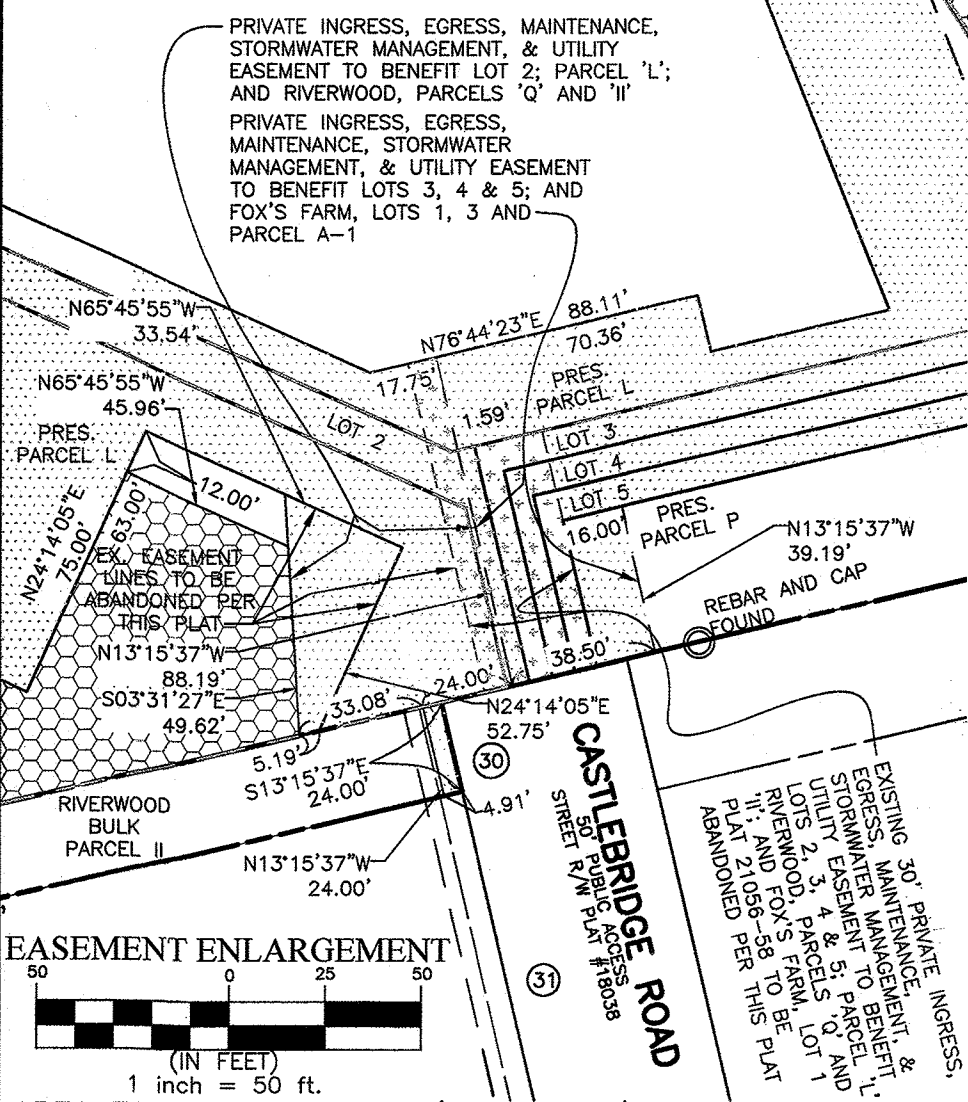 PRIVATE INGRESS, EGRESS, MAINTENANCE,
STORMWATER MANAGEMENT, & UTILITY
EASEMENT TO BENEFIT LOT 2; PARCEL 'L';
AND RIVERWOOD, PARCELS 'Q' AND 'II'
PRIVATE INGRESS, EGRESS,
MAINTENANCE, STORMWATER
MANAGEMENT, & UTILITY EASEMENT
TO BENEFIT LOTS 3, 4 & 5; AND
FOX'S FARM, LOTS 1, 3 AND
PARCEL A-1
N65°45'55"W
33.54'
N76°44'23"E 88.11'
70.36'
17.75'
N65°45'55"W
45.96'
PRES.
PARCEL L
1.59'
LOT 2
PRES.
PARCEL L
LOT 3
LOT 4
LOT 5
16.00'
PRES.
PARCEL P
12.00'
63.00'
N24°14'05"E
75.00'
EX. EASEMENT
LINES TO BE
ABANDONED PER
THIS PLAT
N13°15'37"W
39.19'
REBAR AND CAP
FOUND
N13°15'37"W
88.19'
S03°31'27"E
49.62'
38.50'
24.00'
33.08'
5.19'
N24°14'05"E
52.75'
S13°15'37"E
24.00'
30
4.91'
RIVERWOOD
BULK
PARCEL II
N13°15'37"W
24.00'
CASTLEBRIDGE ROAD
50' PUBLIC ACCESS
STREET R/W PLAT #18038
31
EXISTING 30' PRIVATE INGRESS,
EGRESS, MAINTENANCE,
STORMWATER MANAGEMENT, &
UTILITY EASEMENT TO BENEFIT
LOTS 2, 3, 4 & 5; PARCEL 'L',
RIVERWOOD, PARCELS 'Q' AND
'II'; AND FOX'S FARM, LOT 1
PLAT 21056-58 TO BE
ABANDONED PER THIS PLAT
EASEMENT ENLARGEMENT
50 0 25 50
(IN FEET)
1 inch = 50 ft.